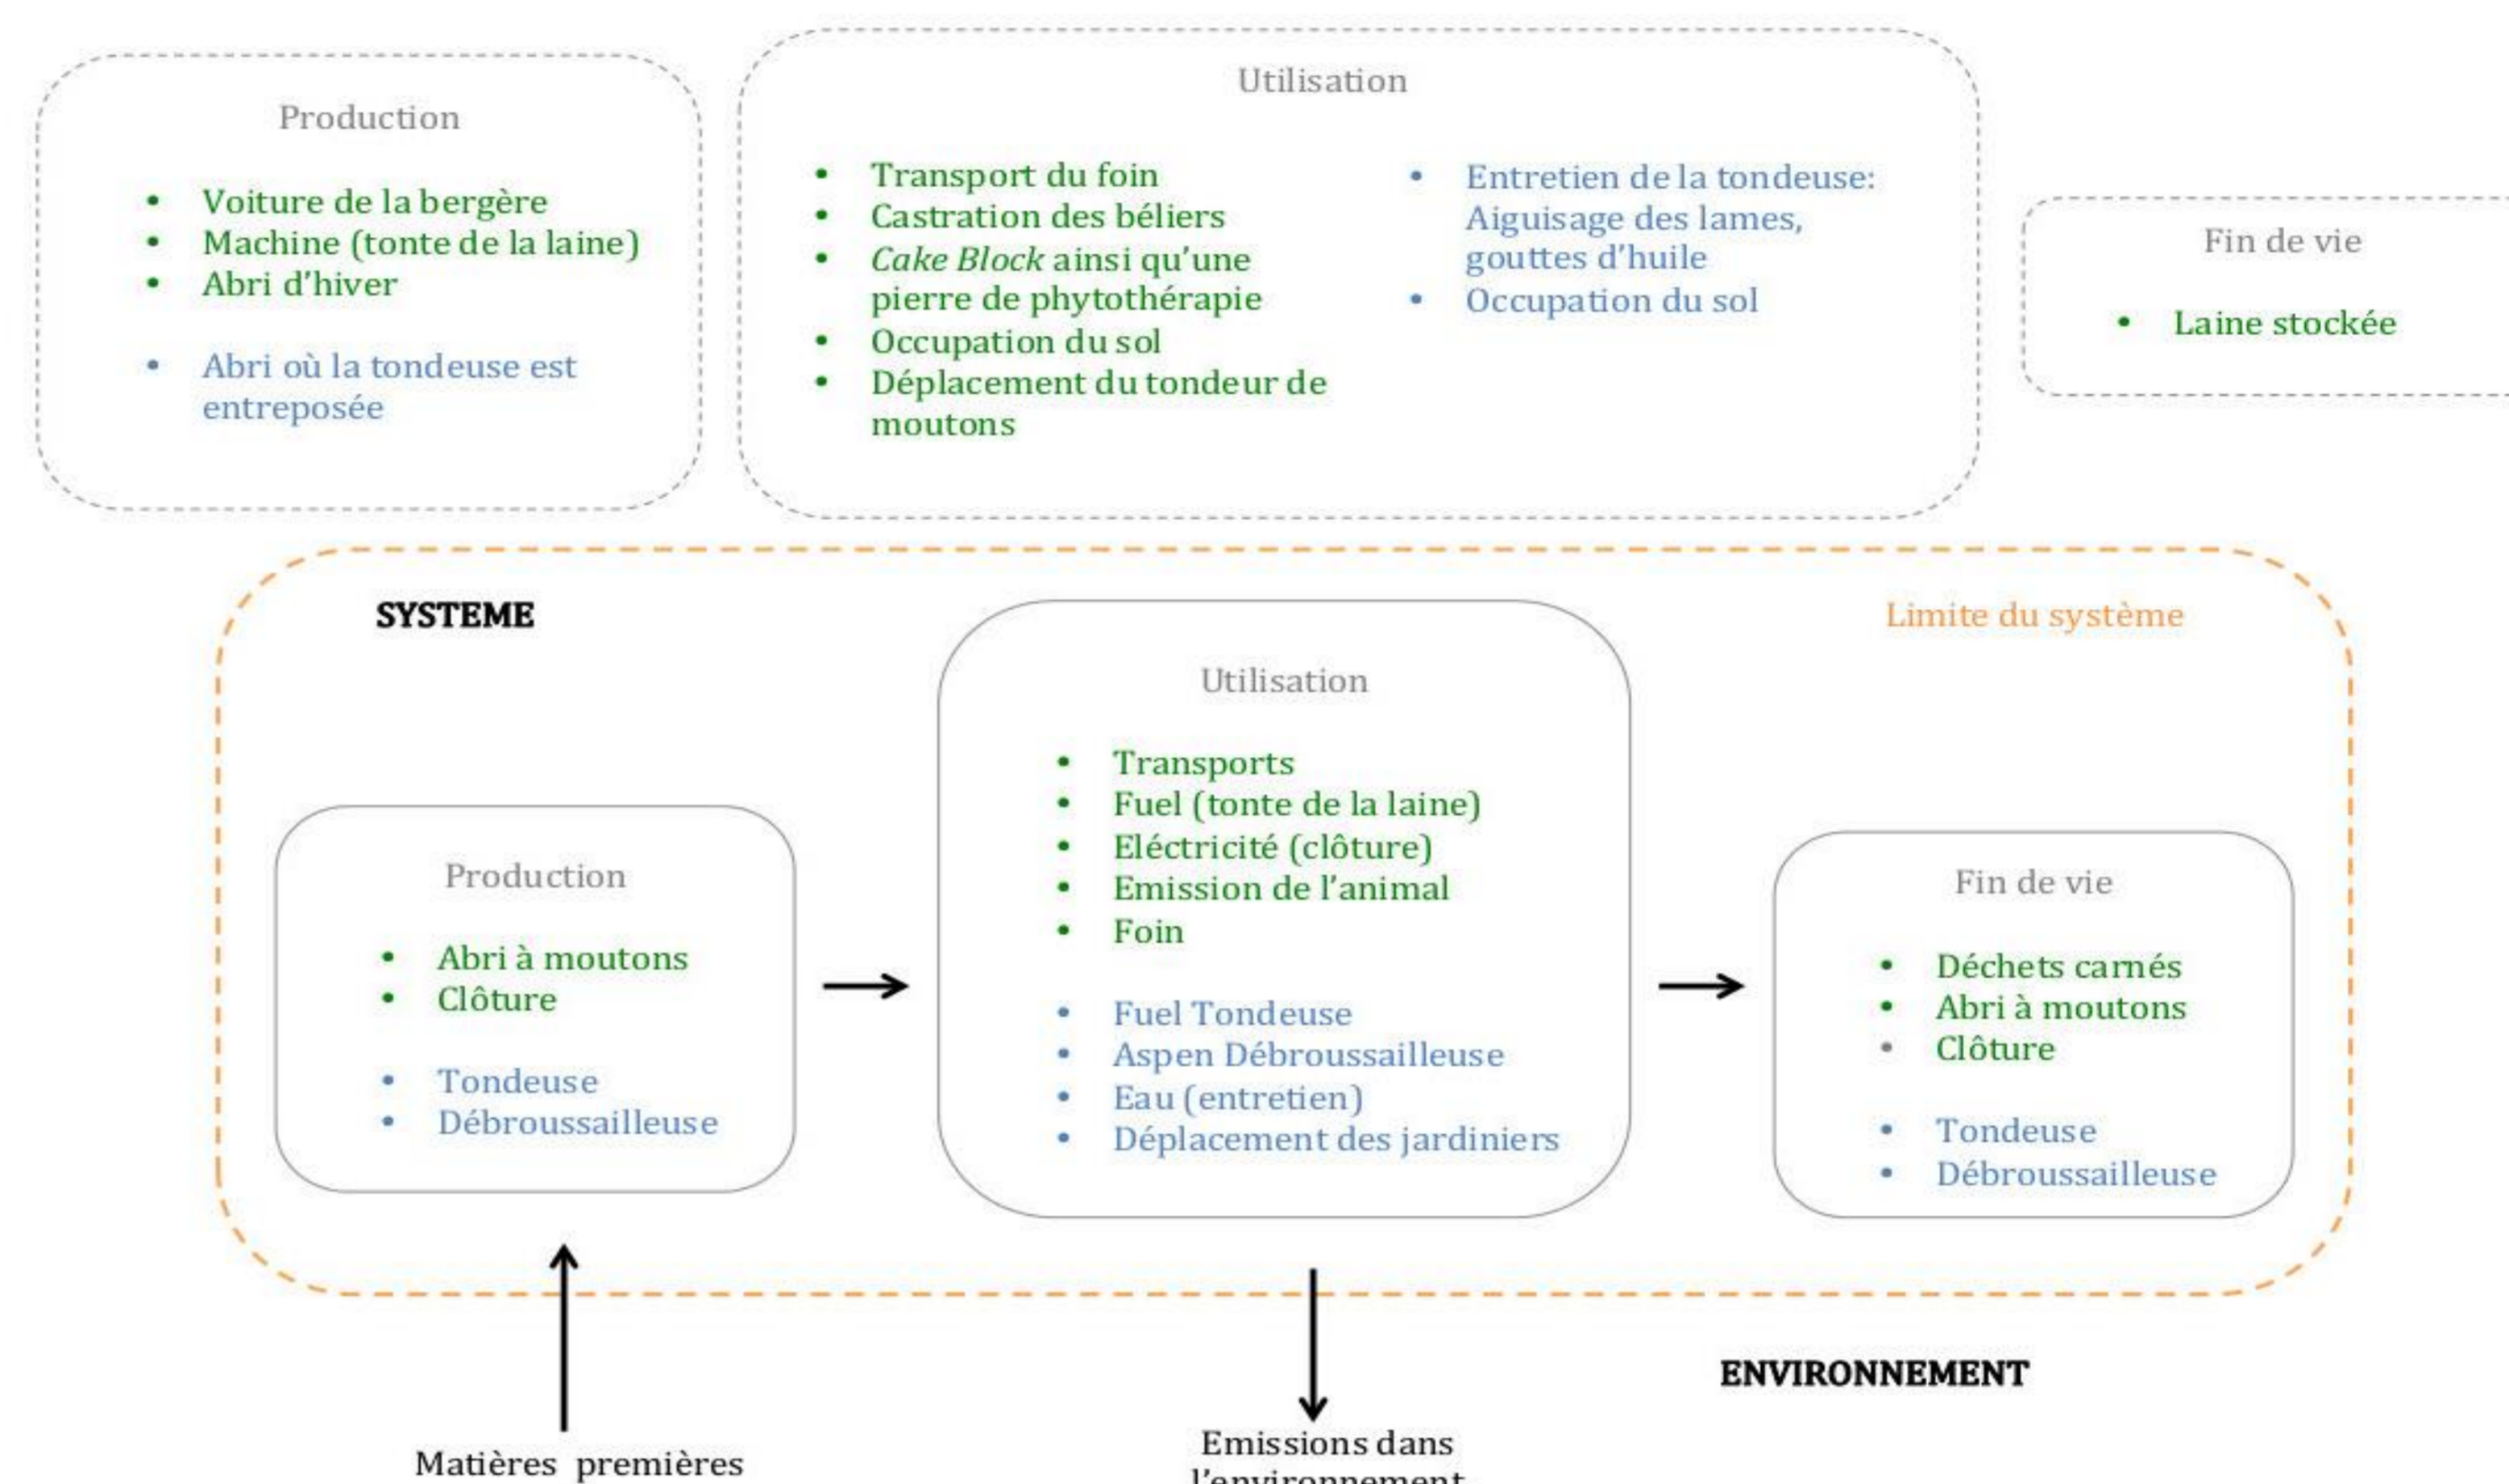 Production
• Voiture de la bergère
• Machine (tonte de la laine)
• Abri d'hiver
• Abri où la tondeuse est
entreposée
Utilisation
• Transport du foin
• Castration des béliers
• Cake Block ainsi qu'une
pierre de phytothérapie
• Occupation du sol
• Déplacement du tondeur de
moutons
• Entretien de la tondeuse:
Aiguisage des lames,
gouttes d'huile
• Occupation du sol
Fin de vie
• Laine stockée
SYSTEME
Limite du système
Production
• Abri à moutons
• Clôture
• Tondeuse
• Débroussailleuse
Utilisation
• Transports
• Fuel (tonte de la laine)
• Eléctricité (clôture)
• Emission de l'animal
• Foin
• Fuel Tondeuse
• Aspen Débroussailleuse
• Eau (entretien)
• Déplacement des jardiniers
Fin de vie
• Déchets carnés
• Abri à moutons
• Clôture
• Tondeuse
• Débroussailleuse
ENVIRONNEMENT
Matières premières
Emissions dans
l'environnement